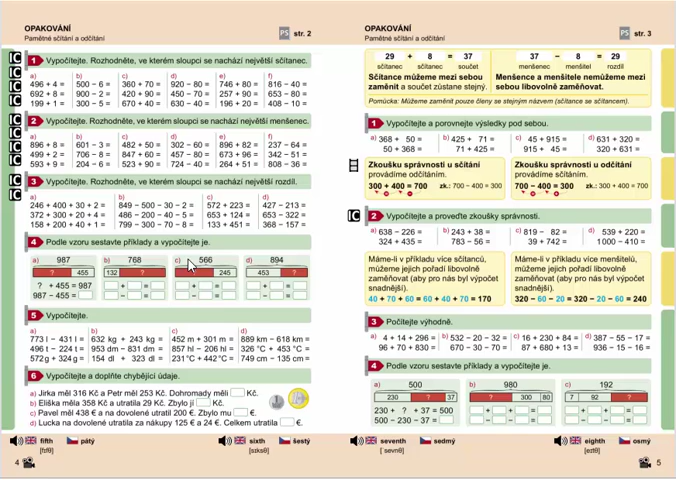 OPAKOVÁNÍ
Pamětné sčítání a odčítání
PS str. 2
1 Vypočítejte. Rozhodněte, ve kterém sloupci se nachází největší sčítanec.
a) b) c) d) e) f)
496 + 4 = 500 − 6 = 360 + 70 = 920 − 80 = 746 + 80 = 816 − 40 =
692 + 8 = 900 − 2 = 420 + 90 = 450 − 70 = 257 + 90 = 653 − 80 =
199 + 1 = 300 − 5 = 670 + 40 = 630 − 40 = 196 + 20 = 408 − 10 =
2 Vypočítejte. Rozhodněte, ve kterém sloupci se nachází největší menšenec.
a) b) c) d) e) f)
896 + 8 = 601 − 3 = 482 + 50 = 302 − 60 = 896 + 82 = 237 − 64 =
499 + 2 = 706 − 8 = 847 + 60 = 457 − 80 = 673 + 96 = 342 − 51 =
593 + 9 = 204 − 6 = 523 + 90 = 724 − 40 = 264 + 51 = 808 − 36 =
3 Vypočítejte. Rozhodněte, ve kterém sloupci se nachází největší rozdíl.
a) b) c) d)
246 + 400 + 30 + 2 = 849 − 500 − 30 − 2 = 572 + 223 = 427 − 213 =
372 + 300 + 20 + 4 = 486 − 200 − 40 − 5 = 653 + 124 = 653 − 322 =
158 + 200 + 40 + 1 = 799 − 300 − 70 − 8 = 133 + 451 = 368 − 157 =
4 Podle vzoru sestavte příklady a vypočítejte je.
a) 987 b) 768 c) 566 d) 894
? 455 132 ? ? 245 453 ?
? + 455 = 987 + = + = + =
987 − 455 = − = − = − =
5 Vypočítejte.
a) b) c) d)
773 l − 431 l = 632 kg + 243 kg = 452 m + 301 m = 889 km − 618 km =
496 t − 224 t = 953 dm − 831 dm = 857 hl − 206 hl = 326 °C + 453 °C =
572 g + 324 g = 154 dl + 323 dl = 231 °C + 442 °C = 749 cm − 135 cm =
6 Vypočítejte a doplňte chybějící údaje.
a) Jirka měl 316 Kč a Petr měl 253 Kč. Dohromady měli Kč.
b) Eliška měla 358 Kč a utratila 29 Kč. Zbylo jí Kč.
c) Pavel měl 438 € a na dovolené utratil 200 €. Zbylo mu €.
d) Lucka na dovolené utratila za nákupy 125 € a 24 €. Celkem utratila €.
fifth pátý sixth šestý
[fɪfθ] [sɪksθ]
4
OPAKOVÁNÍ
Pamětné sčítání a odčítání
PS str. 3
29 + 8 = 37 37 − 8 = 29
sčítanec sčítanec součet menšenec menšitel rozdíl
Sčítance můžeme mezi sebou
zaměnit a součet zůstane stejný.
Menšence a menšitele nemůžeme mezi
sebou libovolně zaměňovat.
Pomůcka: Můžeme zaměnit pouze členy se stejným názvem (sčítance se sčítancem).
1 Vypočítejte a porovnejte výsledky pod sebou.
a) 368 + 50 = b) 425 + 71 = c) 45 + 915 = d) 631 + 320 =
50 + 368 = 71 + 425 = 915 + 45 = 320 + 631 =
Zkoušku správnosti u sčítání
provádíme odčítáním.
300 + 400 = 700 zk.: 700 − 400 = 300
Zkoušku správnosti u odčítání
provádíme sčítáním.
700 − 400 = 300 zk.: 300 + 400 = 700
2 Vypočítejte a proveďte zkoušky správnosti.
a) 638 − 226 = b) 243 + 38 = c) 819 − 82 = d) 539 + 220 =
324 + 435 = 783 − 56 = 39 + 742 = 1 000 − 410 =
Máme-li v příkladu více sčítanců,
můžeme jejich pořadí libovolně
zaměňovat (aby pro nás byl výpočet
snadnější).
40 + 70 + 60 = 60 + 40 + 70 = 170
Máme-li v příkladu více menšitelů,
můžeme jejich pořadí libovolně
zaměňovat (aby pro nás byl výpočet
snadnější).
320 − 60 − 20 = 320 − 20 − 60 = 240
3 Počítejte výhodně.
a) 4 + 14 + 296 = b) 532 − 20 − 32 = c) 16 + 230 + 84 = d) 387 − 55 − 17 =
96 + 70 + 830 = 670 − 30 − 70 = 87 + 680 + 13 = 936 − 15 − 16 =
4 Podle vzoru sestavte příklady a vypočítejte je.
a) 500 b) 980 c) 192
230 ? 37 ? 300 80 7 92 ?
230 + ? + 37 = 500 + + = + + =
500 − 230 − 37 = − − = − − =
seventh sedmý eighth osmý
[ˈsevnθ] [eɪtθ]
5